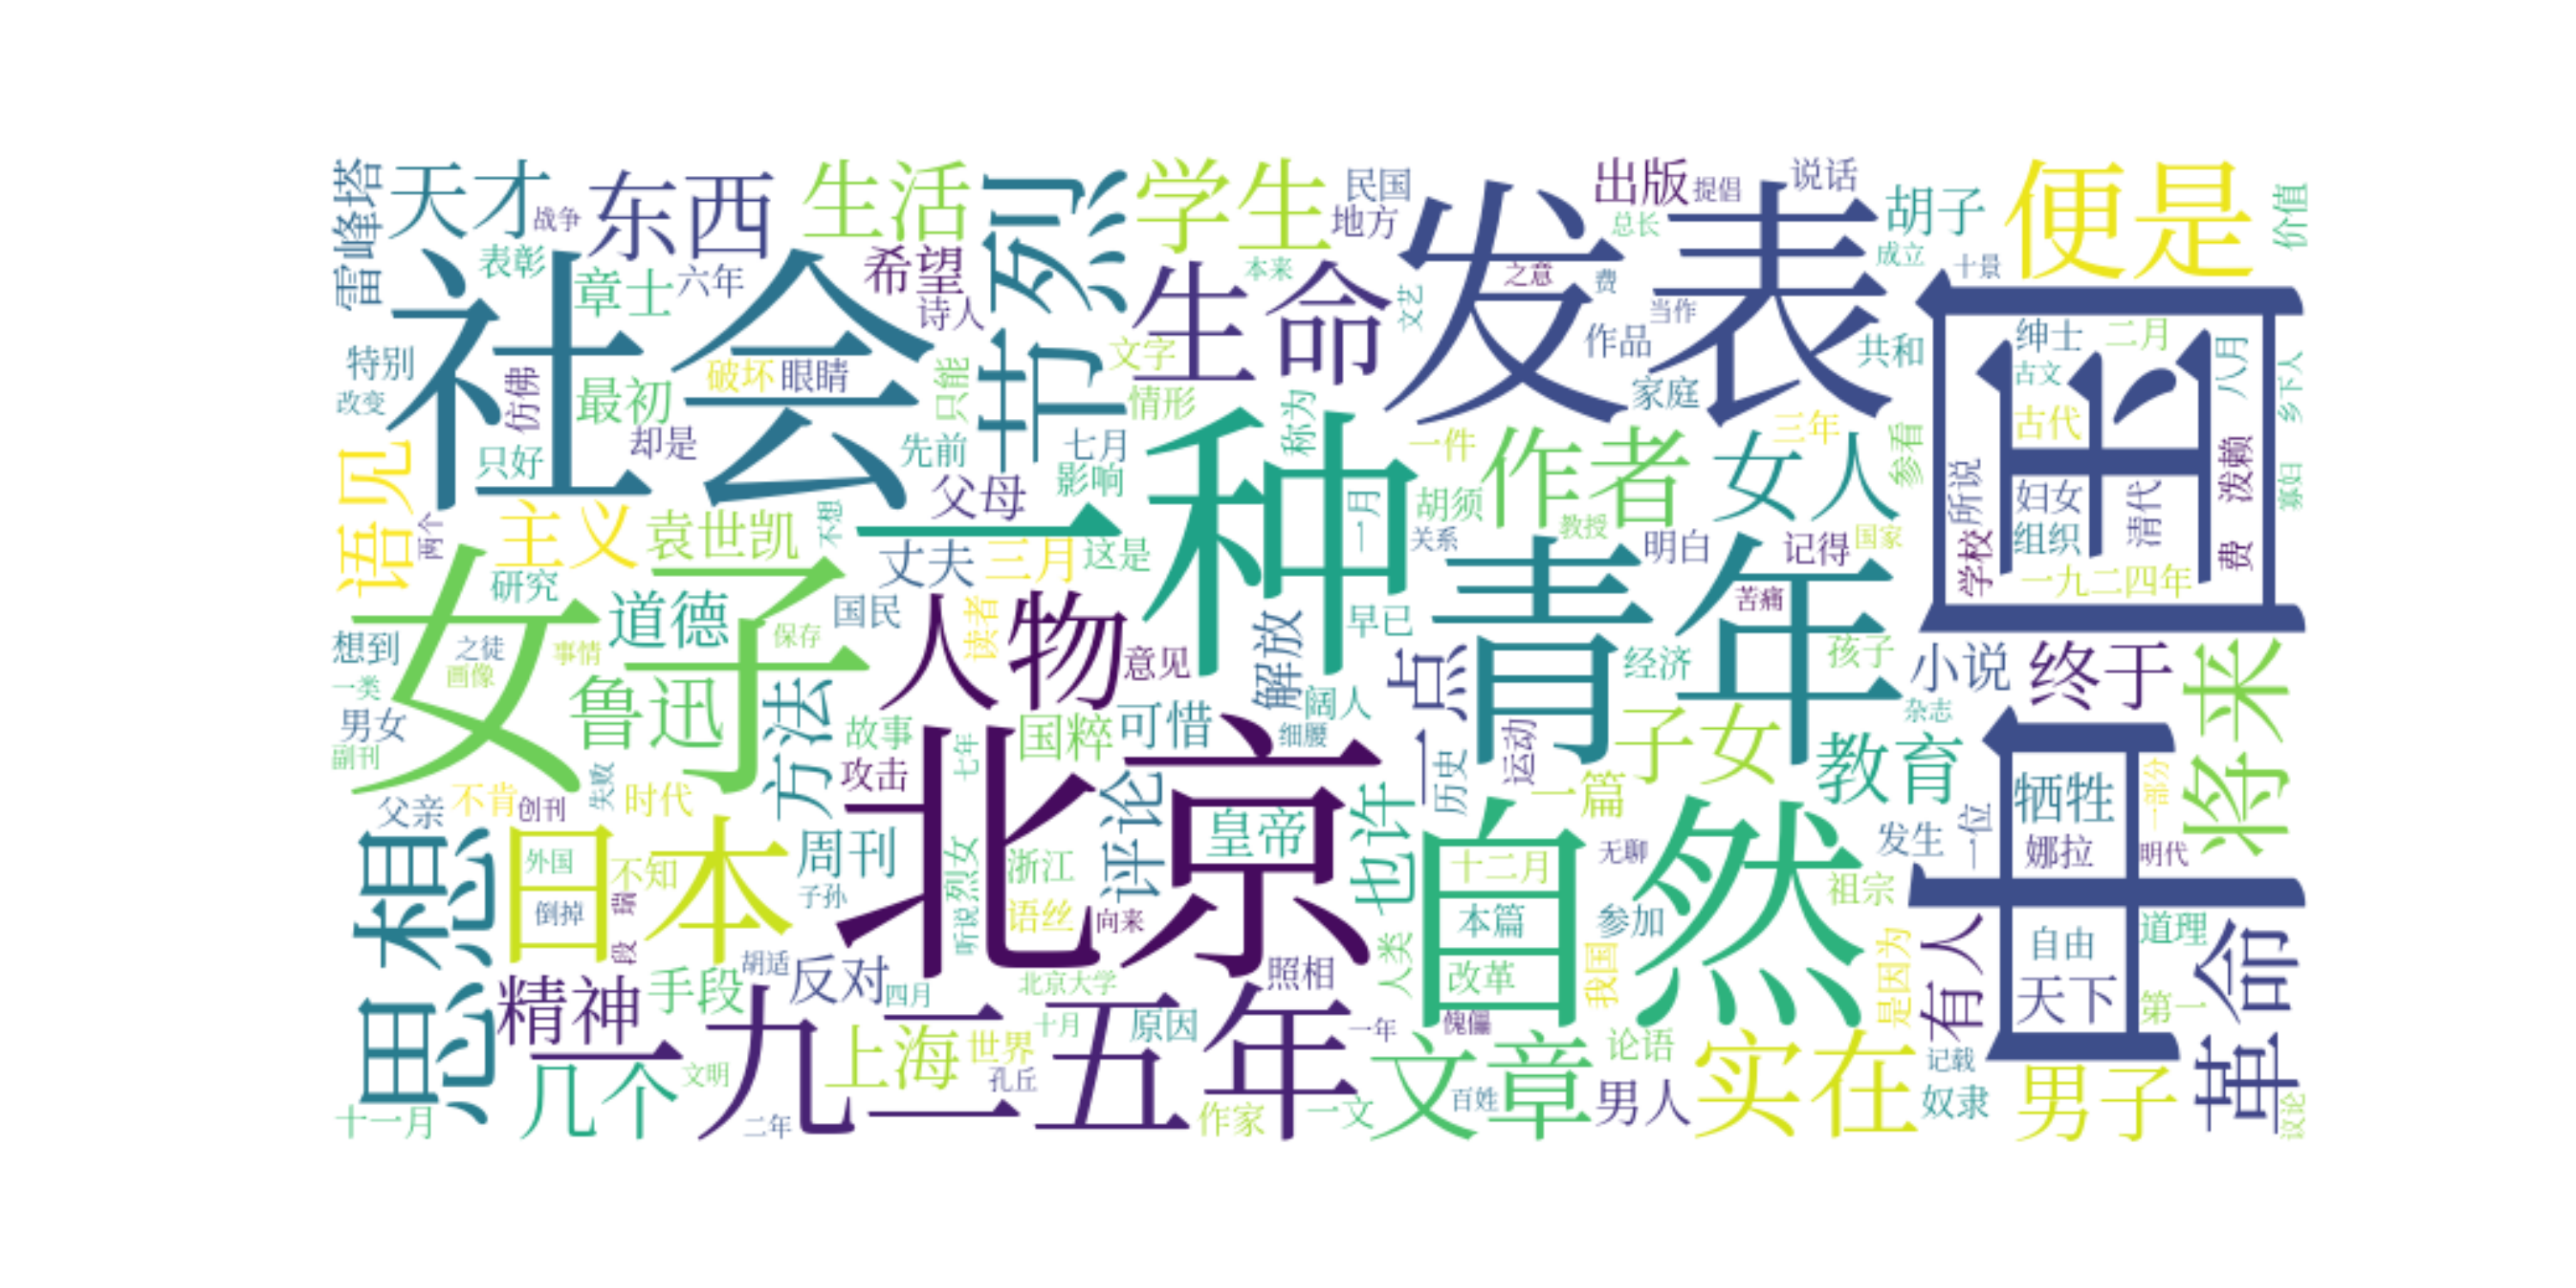 雷峰塔
天才
战争
东西
生活
节烈
学生
民国
地方
出版
提倡
说话
总长
胡子
便是
价值
社会
表彰
章士
六年
希望
诗人
本来
生命
发表
之意
费
当作
成立
十景
中国
绅士
二月
八月
乡下人
特别
改变
仿佛
最初
破坏
眼睛
只能
文字
情形
文艺
作品
家庭
共和
古文
古代
泼赖
寡妇
只好
却是
先前
七月
影响
称为
一种
一月
一件
作者
女人
三年
参看
所说
妇女
清代
组织
费
学校
一九二四年
语见
两个
主义
袁世凯
不想
父母
丈夫
三月
这是
胡须
教授
关系
明白
记得
国家
女子
研究
道德
国民
保存
人物
读者
意见
解放
早已
青年
苦痛
一点
经济
孩子
小说
终于
将来
想到
之徒
画像
事情
一类
男女
副刊
鲁迅
方法
故事
国粹
可惜
阔人
细腰
历史
运动
子女
杂志
教育
父亲
不肯
创刊
失败
时代
攻击
七年
北京
评论
皇帝
也许
一篇
一位
牺牲
一部分
思想
日本
外国
不知
倒掉
瑞
段
周刊
子孙
烈女
听说
浙江
语丝
向来
自然
十二月
无聊
发生
娜拉
明代
本篇
参加
祖宗
有人
自由
道理
革命
精神
手段
胡适
反对
四月
北京大学
照相
人类
改革
我国
是因为
天下
第一
十一月
几个
文明
一九二五年
二年
上海
世界
孔丘
十月
原因
作家
一年
一文
傀儡
文章
百姓
论语
男人
实在
记载
奴隶
男子
议论